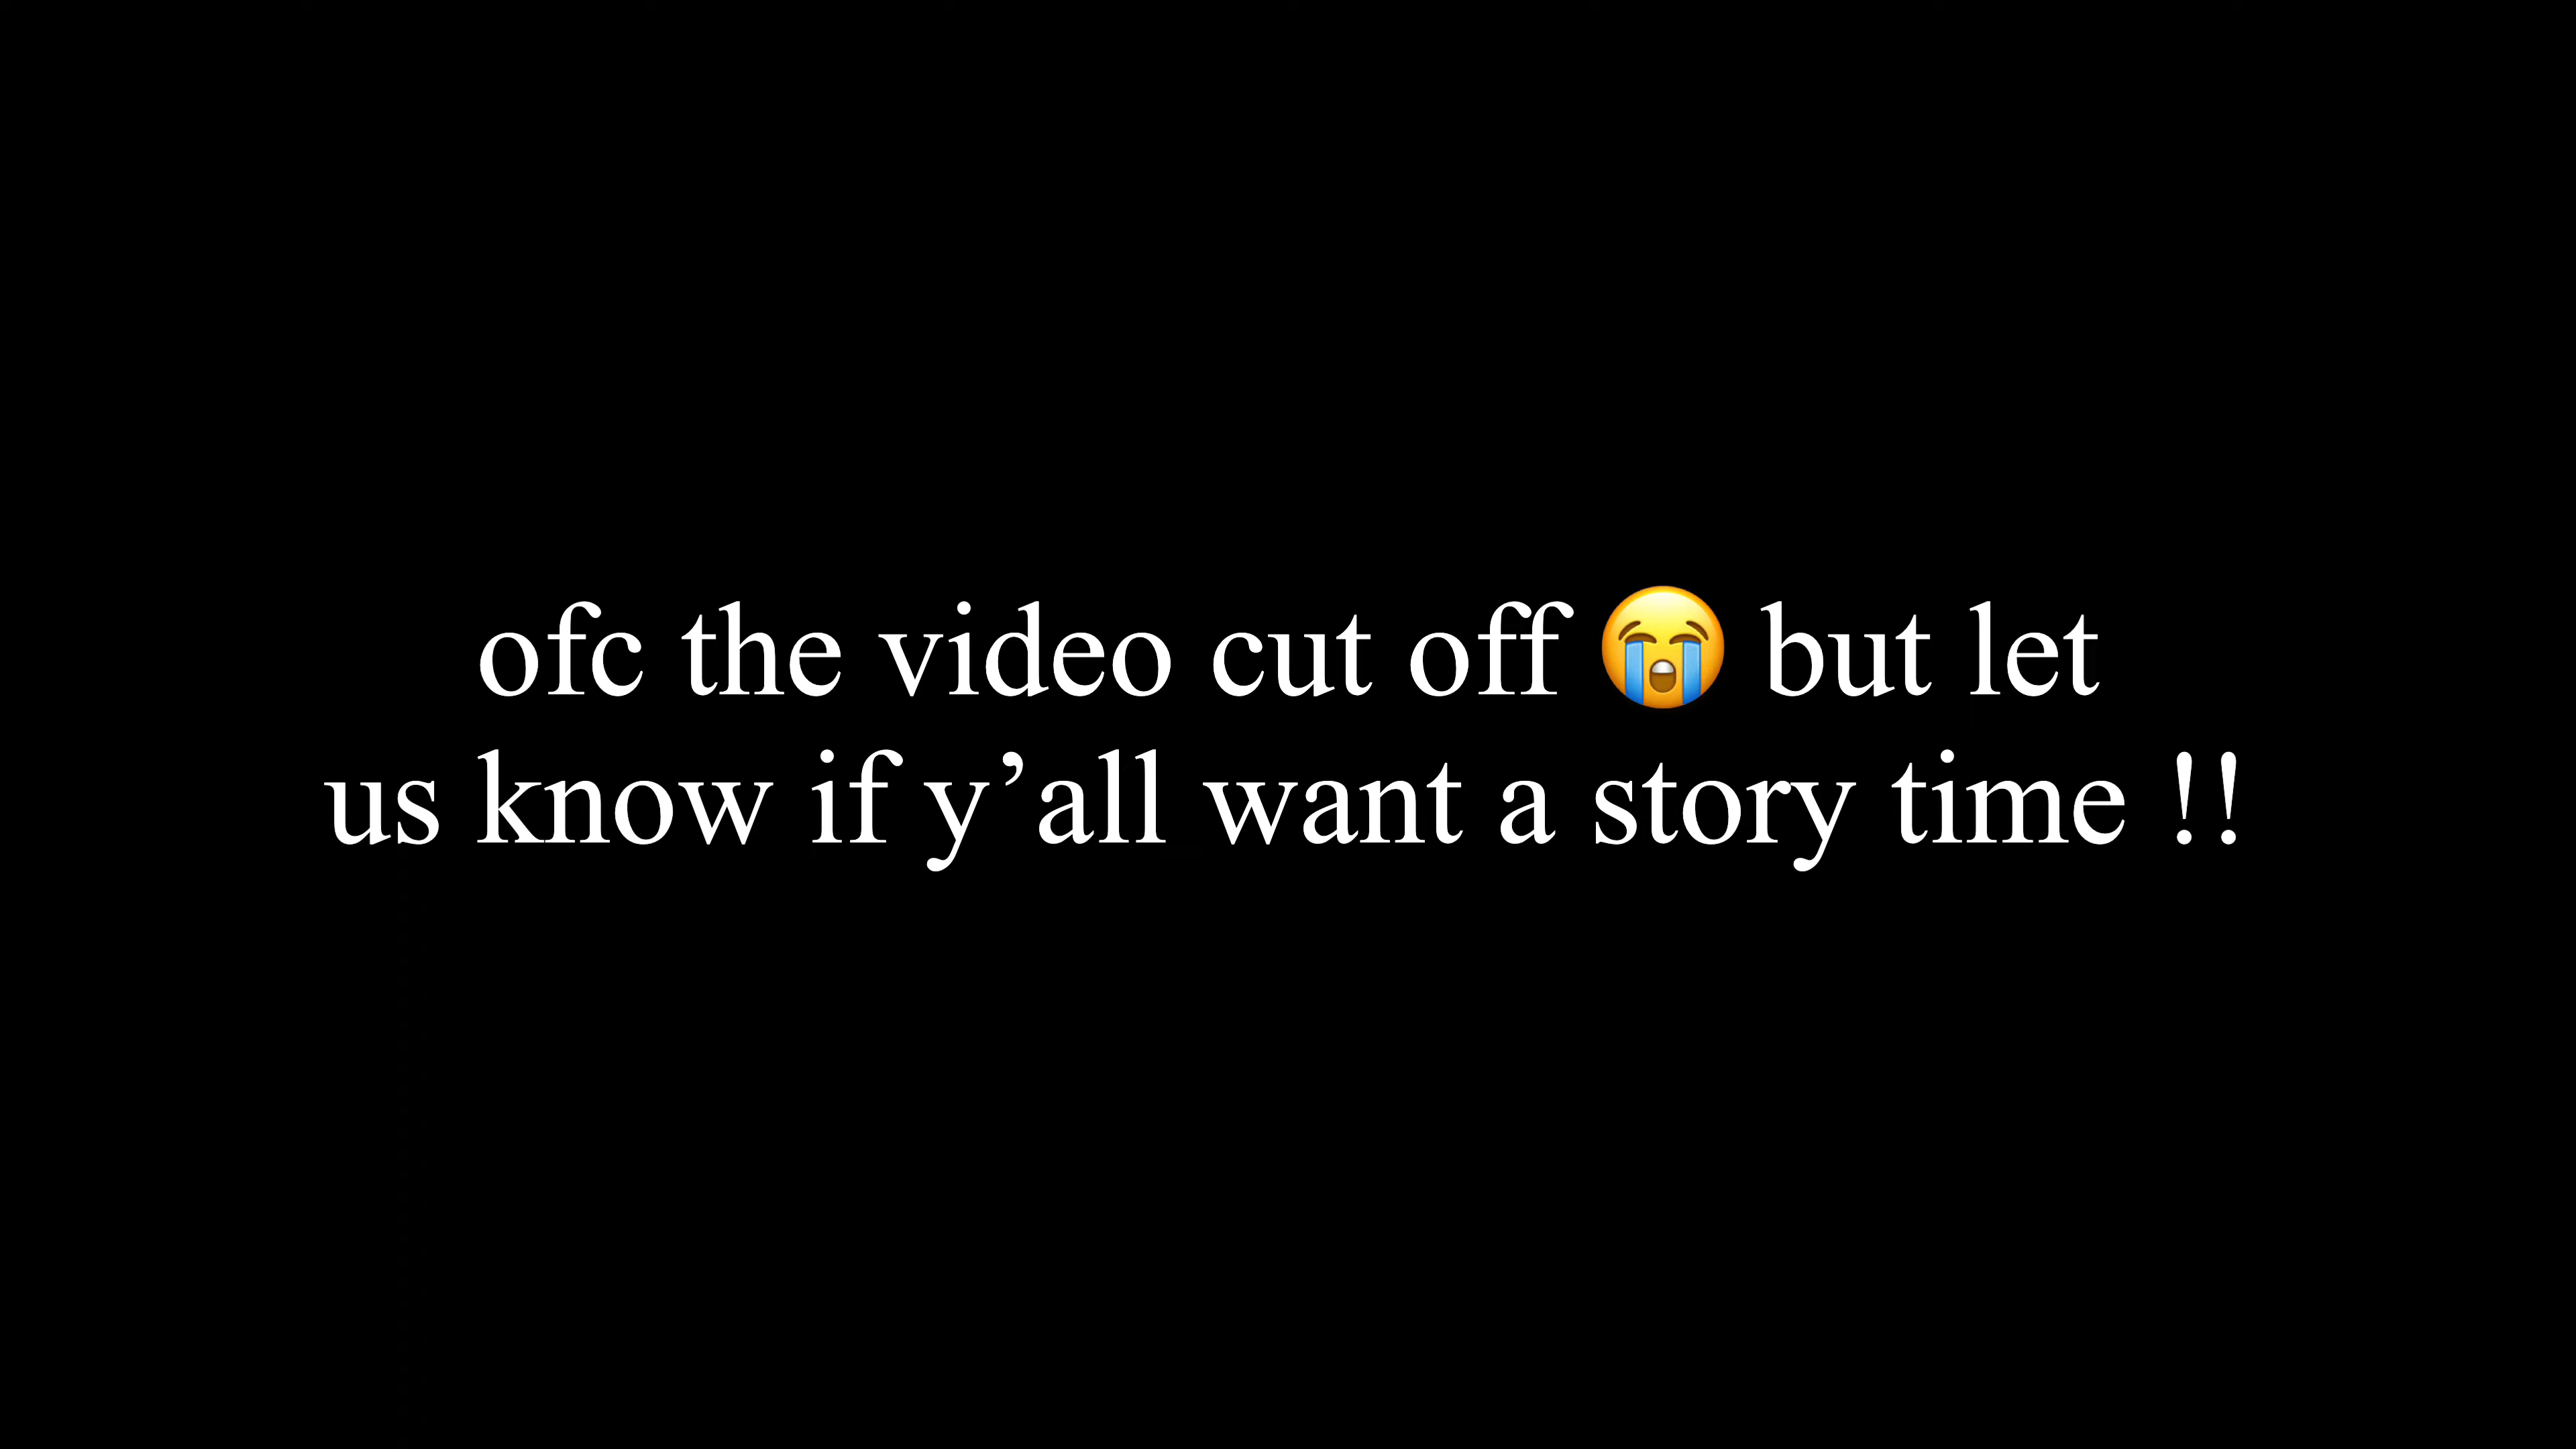 ofc the video cut off 😭 but let
us know if y’all want a story time !!